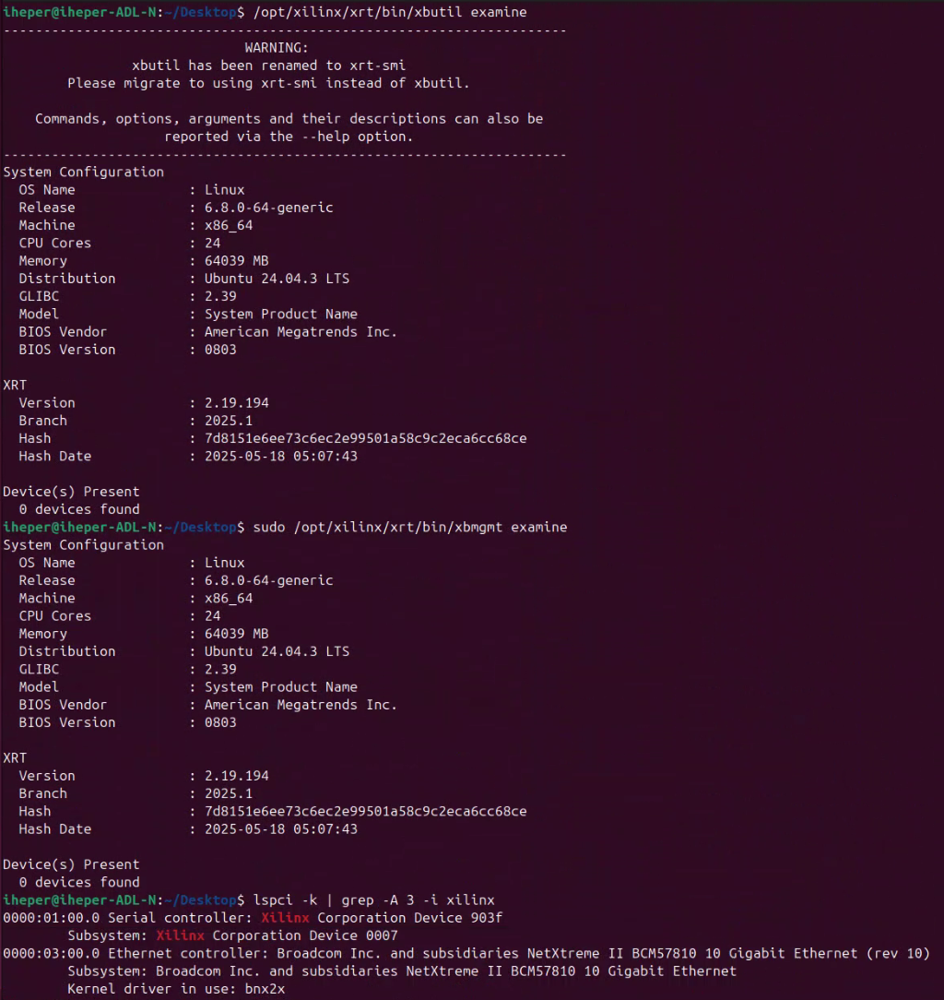 iheper@iheper-ADL-N:~/Desktop$ /opt/xilinx/xrt/bin/xbutil examine
----------------------------------------------------------------------
WARNING:
xbutil has been renamed to xrt-smi
Please migrate to using xrt-smi instead of xbutil.
Commands, options, arguments and their descriptions can also be
reported via the --help option.
----------------------------------------------------------------------
System Configuration
OS Name : Linux
Release : 6.8.0-64-generic
Machine : x86_64
CPU Cores : 24
Memory : 64039 MB
Distribution : Ubuntu 24.04.3 LTS
GLIBC : 2.39
Model : System Product Name
BIOS Vendor : American Megatrends Inc.
BIOS Version : 0803
XRT
Version : 2.19.194
Branch : 2025.1
Hash : 7d8151e6ee73c6ec2e99501a58c9c2eca6cc68ce
Hash Date : 2025-05-18 05:07:43
Device(s) Present
0 devices found
iheper@iheper-ADL-N:~/Desktop$ sudo /opt/xilinx/xrt/bin/xbmgmt examine
System Configuration
OS Name : Linux
Release : 6.8.0-64-generic
Machine : x86_64
CPU Cores : 24
Memory : 64039 MB
Distribution : Ubuntu 24.04.3 LTS
GLIBC : 2.39
Model : System Product Name
BIOS Vendor : American Megatrends Inc.
BIOS Version : 0803
XRT
Version : 2.19.194
Branch : 2025.1
Hash : 7d8151e6ee73c6ec2e99501a58c9c2eca6cc68ce
Hash Date : 2025-05-18 05:07:43
Device(s) Present
0 devices found
iheper@iheper-ADL-N:~/Desktop$ lspci -k | grep -A 3 -i xilinx
0000:01:00.0 Serial controller: Xilinx Corporation Device 903f
Subsystem: Xilinx Corporation Device 0007
0000:03:00.0 Ethernet controller: Broadcom Inc. and subsidiaries NetXtreme II BCM57810 10 Gigabit Ethernet (rev 10)
Subsystem: Broadcom Inc. and subsidiaries NetXtreme II BCM57810 10 Gigabit Ethernet
Kernel driver in use: bnx2x